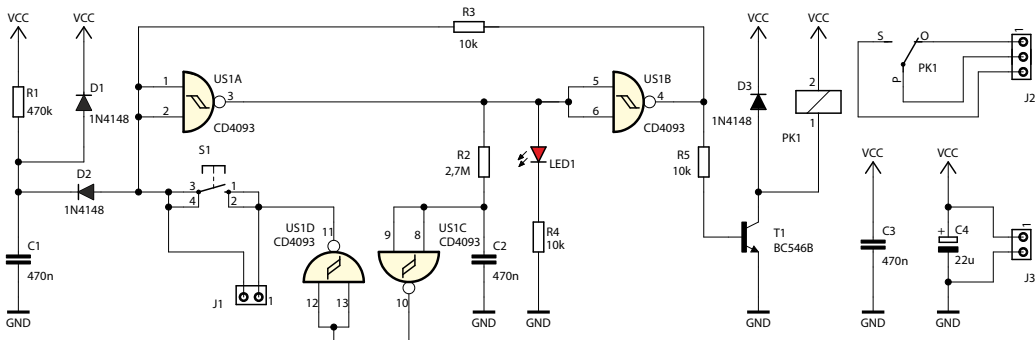 VCC
VCC
R3
10k
VCC
VCC
S
O
P
PK1
1
J2
R1
470k
D1
1N4148
1
2
US1A
3
CD4093
5
6
US1B
4
CD4093
D3
1N4148
2
PK1
1
D2
1N4148
S1
3
4
1
2
R2
2,7M
LED1
R5
10k
VCC
VCC
US1D
CD4093
11
9
8
US1C
CD4093
R4
10k
T1
BC546B
C1
470n
C2
470n
C3
470n
+
C4
22u
1
J3
J1
1
12
13
10
GND
GND
GND
GND
GND
GND